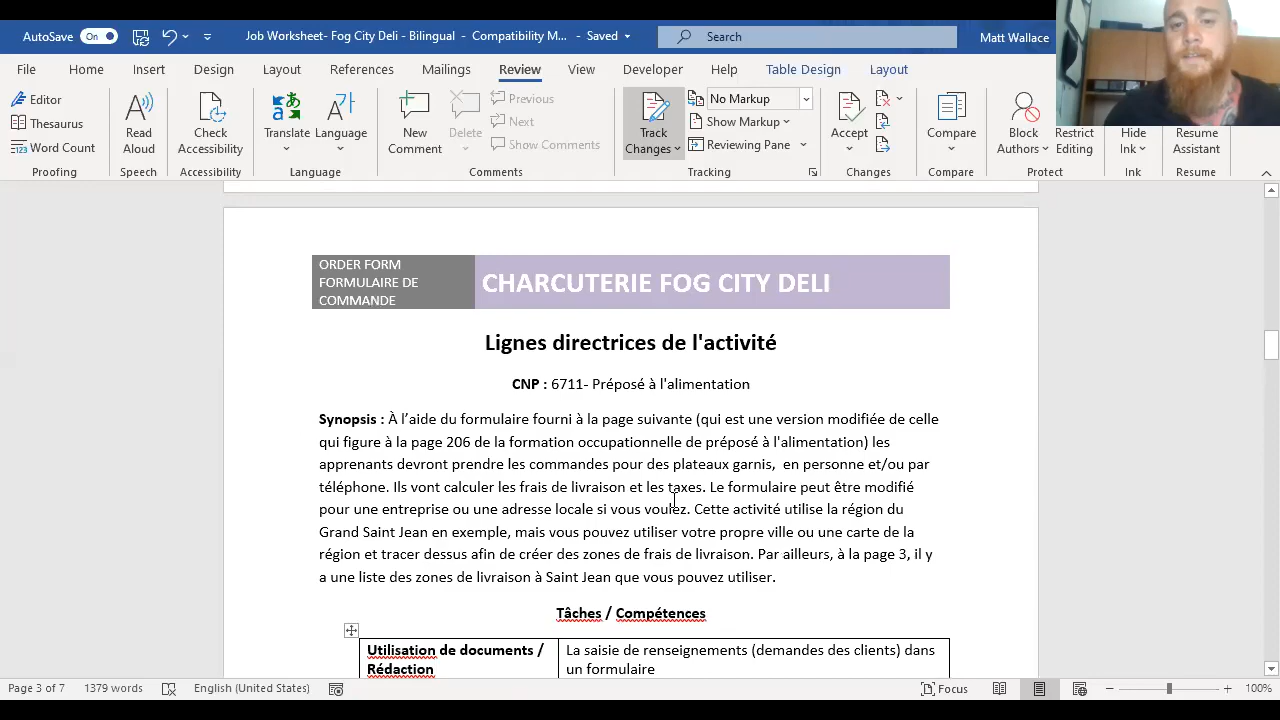 AutoSave On Job Worksheet- Fog City Deli - Bilingual - Compatibility M... - Saved Search Matt Wallace
File Home Insert Design Layout References Mailings Review View Developer Help Table Design Layout
Editor
Thesaurus
Word Count
Proofing
Read Aloud
Speech
Check Accessibility
Accessibility
Translate
Language
Language
New Comment
Delete
Previous
Next
Show Comments
Comments
Track Changes
No Markup
Show Markup
Reviewing Pane
Tracking
Accept
Changes
Compare
Compare
Block Authors
Restrict Editing
Protect
Hide Ink
Ink
Resume Assistant
Resume
ORDER FORM
FORMULAIRE DE
COMMANDE
CHARCUTERIE FOG CITY DELI
Lignes directrices de l'activité
CNP : 6711- Préposé à l'alimentation
Synopsis : À l’aide du formulaire fourni à la page suivante (qui est une version modifiée de celle
qui figure à la page 206 de la formation occupationnelle de préposé à l'alimentation) les
apprenants devront prendre les commandes pour des plateaux garnis, en personne et/ou par
téléphone. Ils vont calculer les frais de livraison et les taxes. Le formulaire peut être modifié
pour une entreprise ou une adresse locale si vous voulez. Cette activité utilise la région du
Grand Saint Jean en exemple, mais vous pouvez utiliser votre propre ville ou une carte de la
région et tracer dessus afin de créer des zones de frais de livraison. Par ailleurs, à la page 3, il y
a une liste des zones de livraison à Saint Jean que vous pouvez utiliser.
Tâches / Compétences
Utilisation de documents /
Rédaction
La saisie de renseignements (demandes des clients) dans
un formulaire
Page 3 of 7 1379 words English (United States) Focus 100%